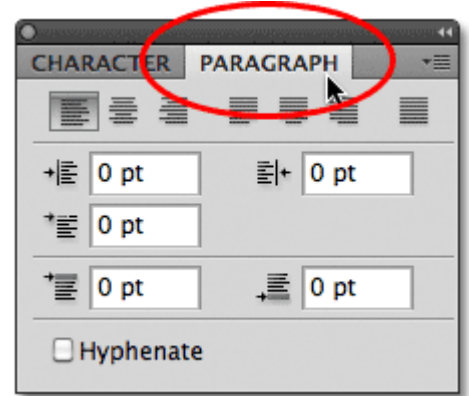 CHARACTER PARAGRAPH
0 pt 0 pt
0 pt
0 pt 0 pt
Hyphenate